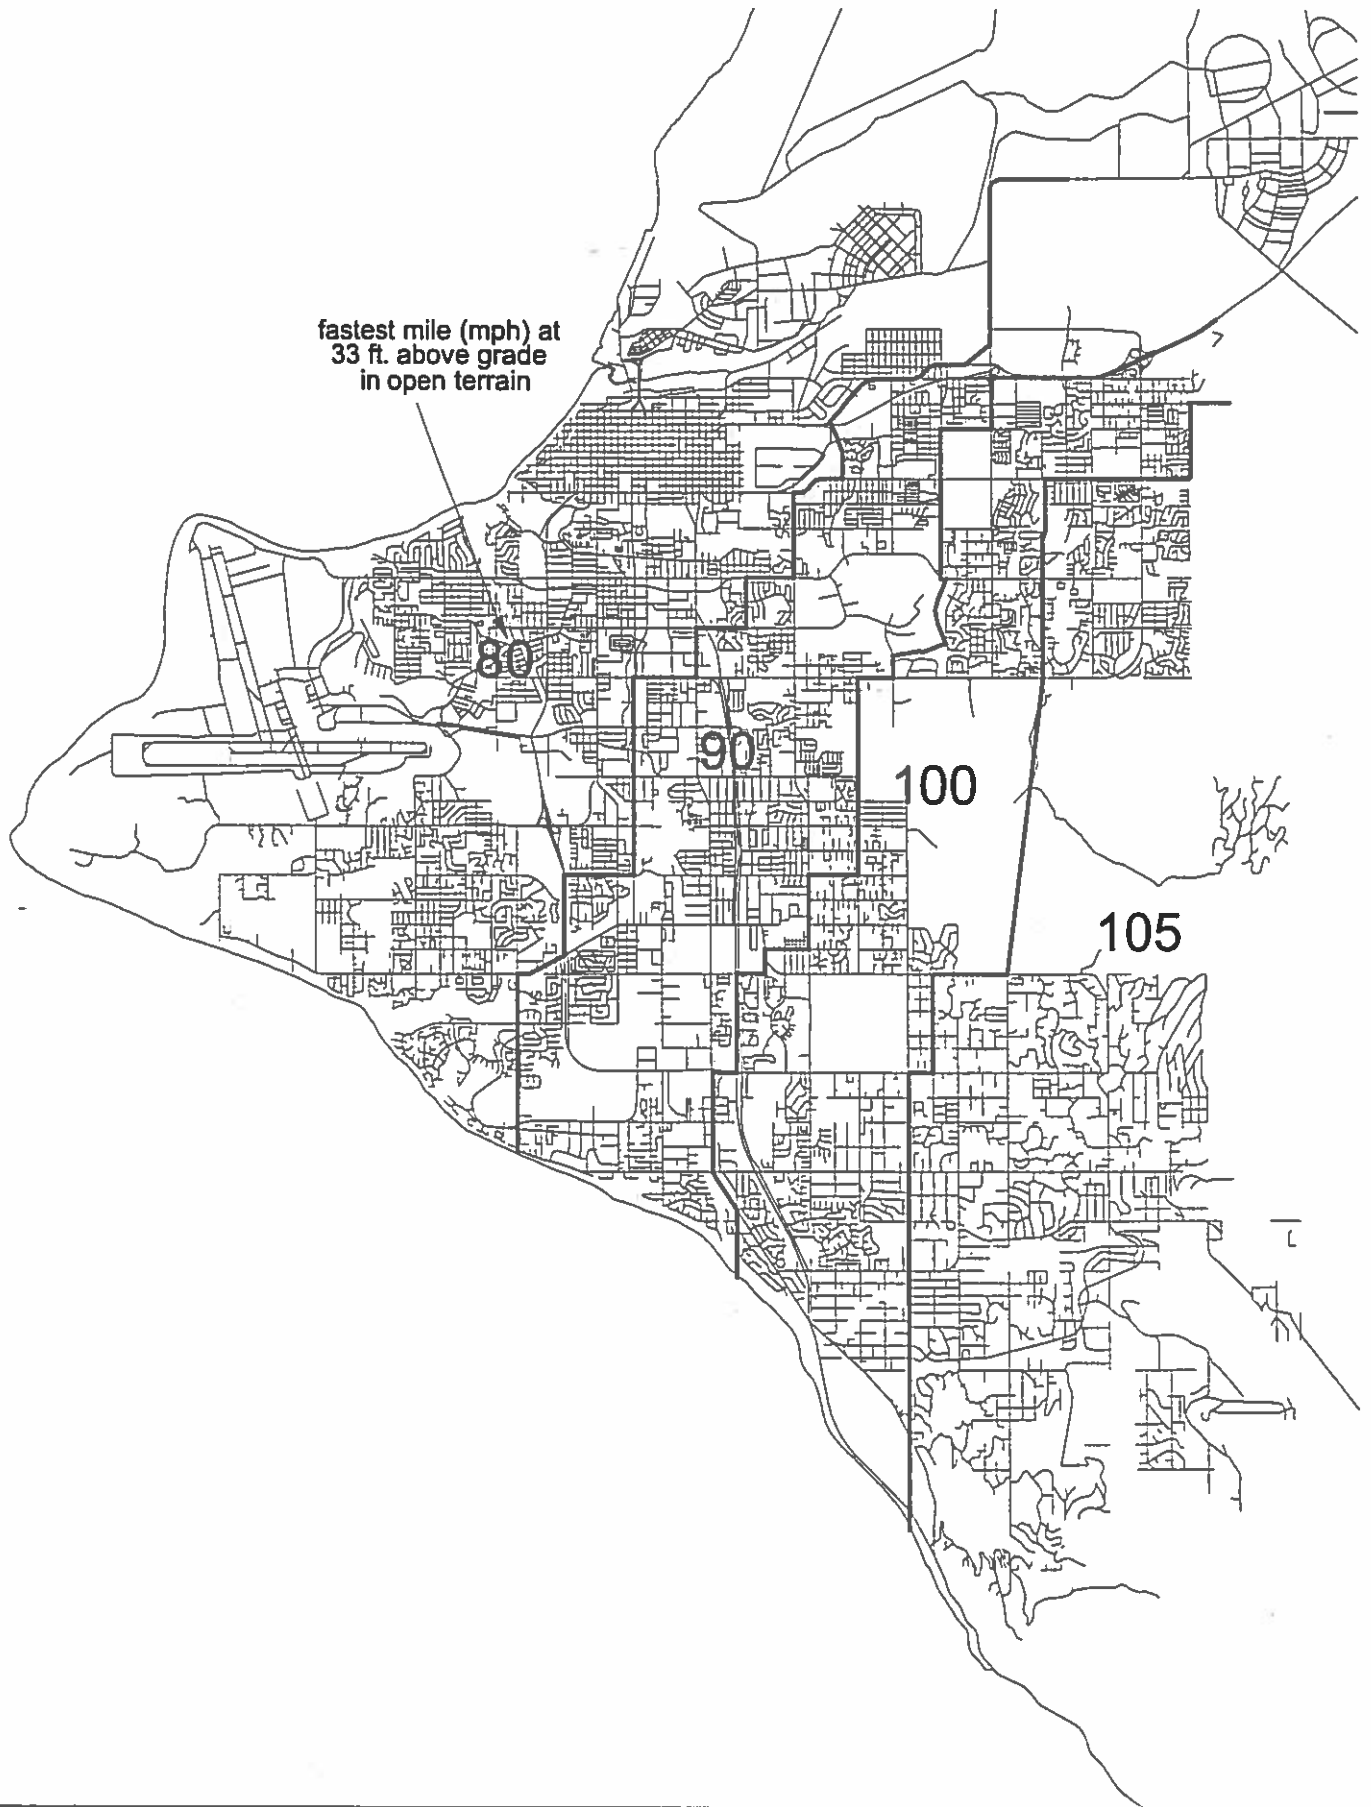 fastest mile (mph) at
33 ft. above grade
in open terrain
80
90
100
105